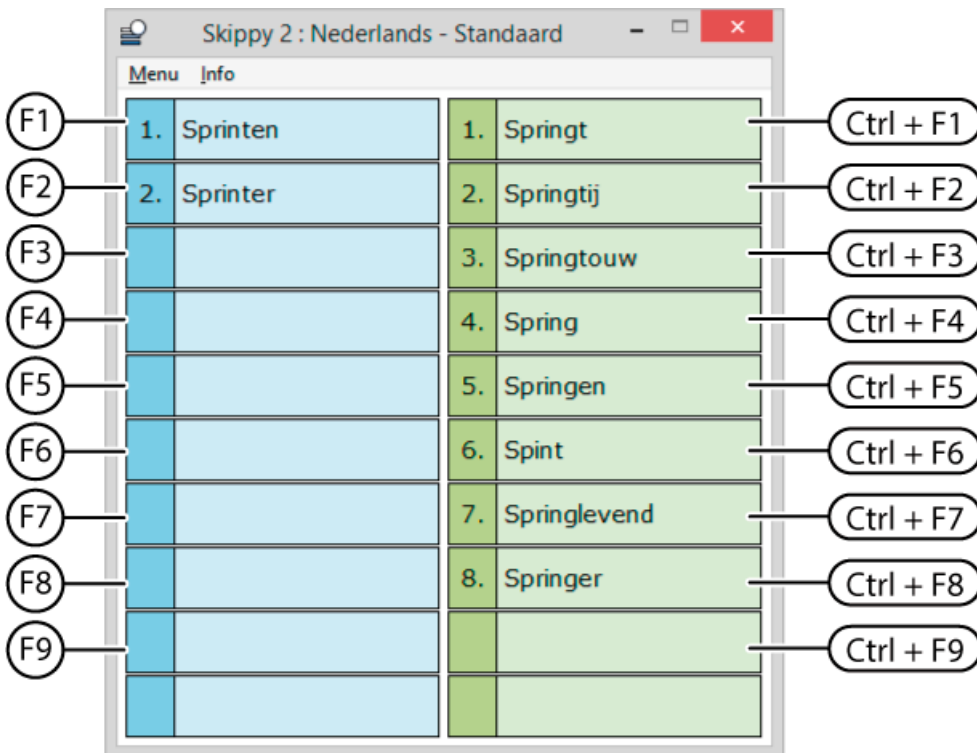 Skippy 2 : Nederlands - Standaard
Menu Info
F1 1. Sprinten 1. Springt Ctrl + F1
F2 2. Sprinter 2. Springtij Ctrl + F2
F3 3. Springtouw Ctrl + F3
F4 4. Spring Ctrl + F4
F5 5. Springen Ctrl + F5
F6 6. Spint Ctrl + F6
F7 7. Springlevend Ctrl + F7
F8 8. Springer Ctrl + F8
F9 Ctrl + F9